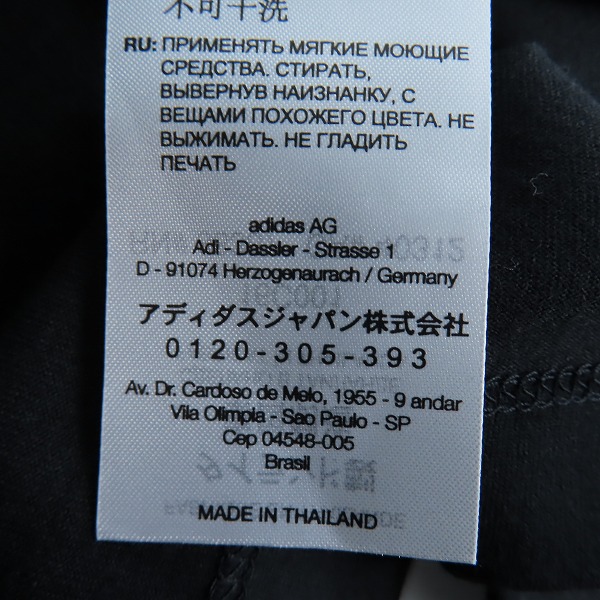 不可干洗
RU: ПРИМЕНЯТЬ МЯГКИЕ МОЮЩИЕ
СРЕДСТВА. СТИРАТЬ,
ВЫВЕРНУВ НАИЗНАНКУ, С
ВЕЩАМИ ПОХОЖЕГО ЦВЕТА. НЕ
ВЫЖИМАТЬ. НЕ ГЛАДИТЬ
ПЕЧАТЬ
adidas AG
Adi - Dassler - Strasse 1
D - 91074 Herzogenaurach / Germany
アディダスジャパン株式会社
0120-305-393
Av. Dr. Cardoso de Melo, 1955 - 9 andar
Vila Olimpia - Sao Paulo - SP
Cep 04548-005
Brasil
MADE IN THAILAND